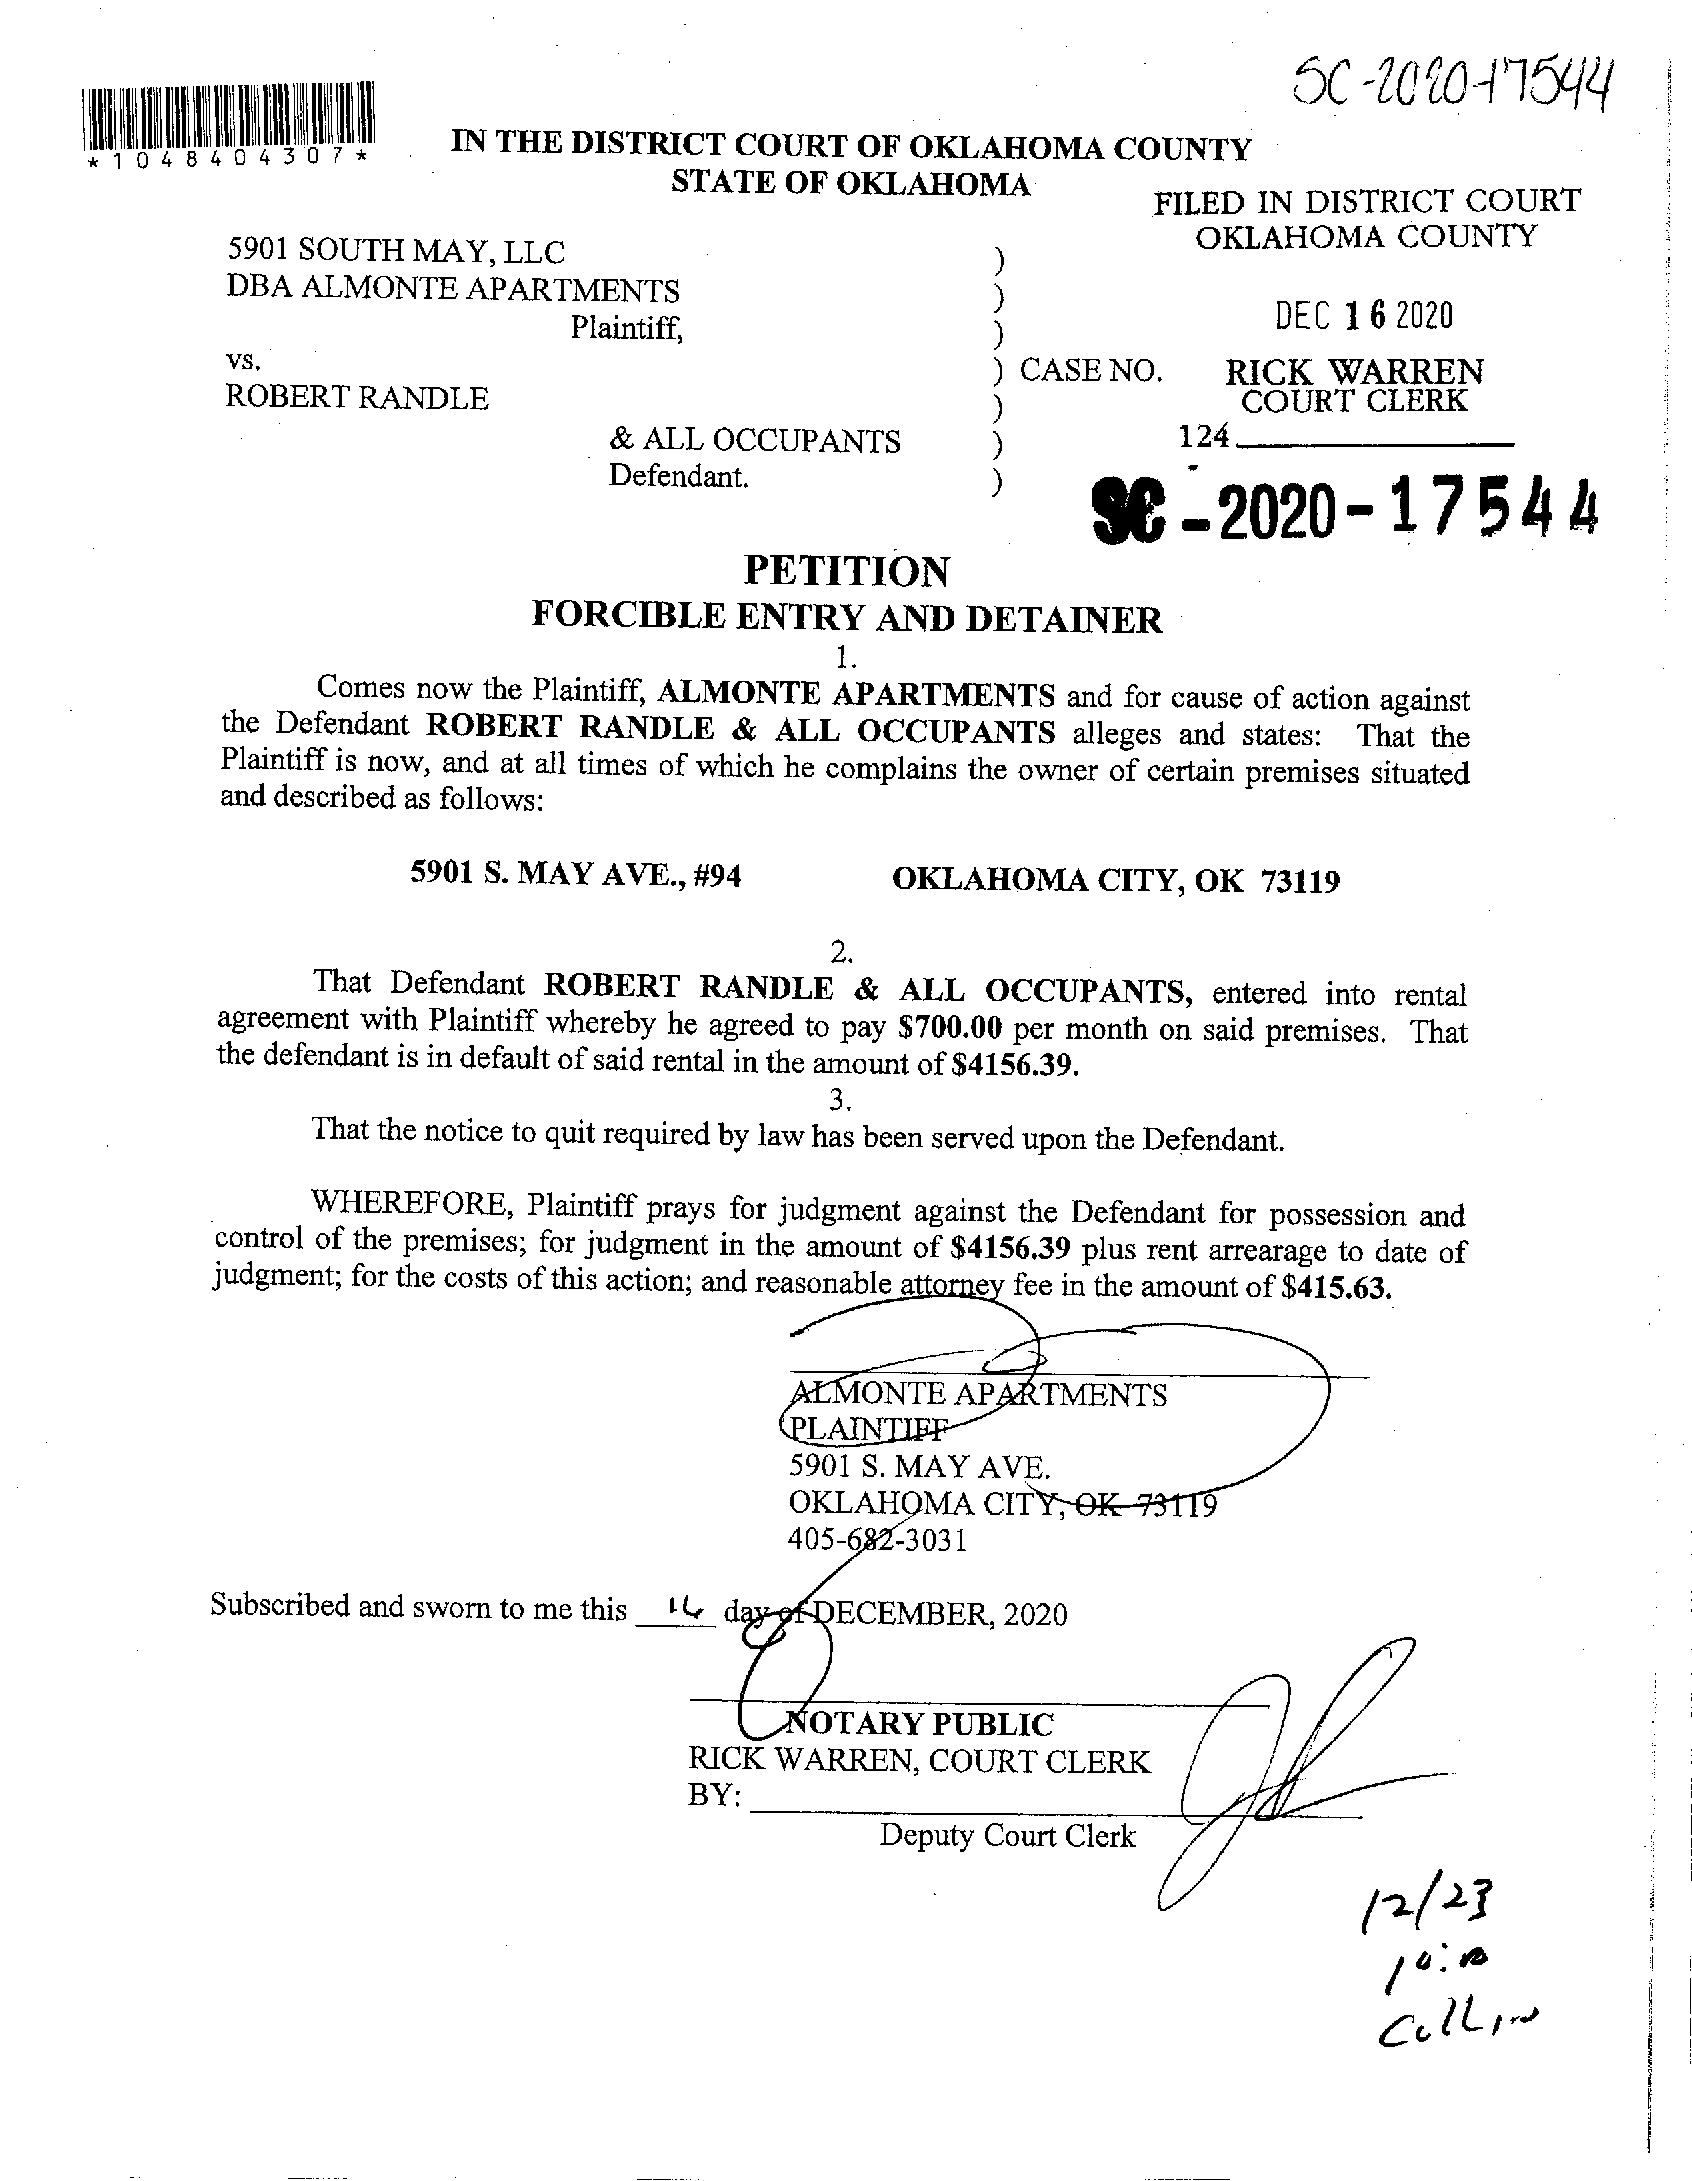 SC-2020-17544
*1048404307*
IN THE DISTRICT COURT OF OKLAHOMA COUNTY
STATE OF OKLAHOMA
FILED IN DISTRICT COURT
OKLAHOMA COUNTY
5901 SOUTH MAY, LLC )
DBA ALMONTE APARTMENTS )
Plaintiff, )
DEC 16 2020
vs. ) CASE NO.
RICK WARREN
COURT CLERK
ROBERT RANDLE )
& ALL OCCUPANTS )
124
Defendant. )
SC-2020-17544
PETITION
FORCIBLE ENTRY AND DETAINER
1.
Comes now the Plaintiff, ALMONTE APARTMENTS and for cause of action against
the Defendant ROBERT RANDLE & ALL OCCUPANTS alleges and states: That the
Plaintiff is now, and at all times of which he complains the owner of certain premises situated
and described as follows:
5901 S. MAY AVE., #94 OKLAHOMA CITY, OK 73119
2.
That Defendant ROBERT RANDLE & ALL OCCUPANTS, entered into rental
agreement with Plaintiff whereby he agreed to pay $700.00 per month on said premises. That
the defendant is in default of said rental in the amount of $4156.39.
3.
That the notice to quit required by law has been served upon the Defendant.
WHEREFORE, Plaintiff prays for judgment against the Defendant for possession and
control of the premises; for judgment in the amount of $4156.39 plus rent arrearage to date of
judgment; for the costs of this action; and reasonable attorney fee in the amount of $415.63.
ALMONTE APARTMENTS
PLAINTIFF
5901 S. MAY AVE.
OKLAHOMA CITY, OK 73119
405-682-3031
Subscribed and sworn to me this 16 day of DECEMBER, 2020
NOTARY PUBLIC
RICK WARREN, COURT CLERK
BY:
Deputy Court Clerk
12/23
10:00
Collins